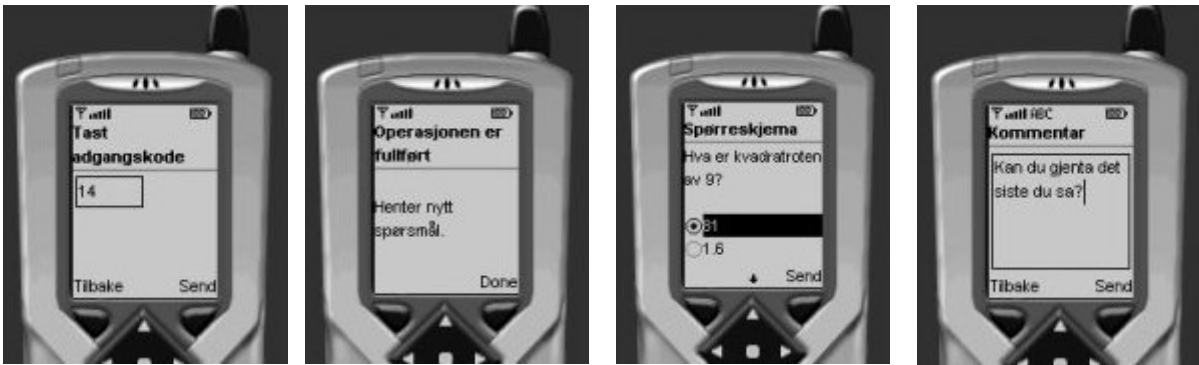 Tast
adgangskode
14
Tilbake Send
Operasjonen er
fullført
Henter nytt
spørsmål.
Done
Spørreskjema
Hva er kvadratroten
av 9?
81
1.6
Send
ABC
Kommentar
Kan du gjenta det
siste du sa?
Tilbake Send